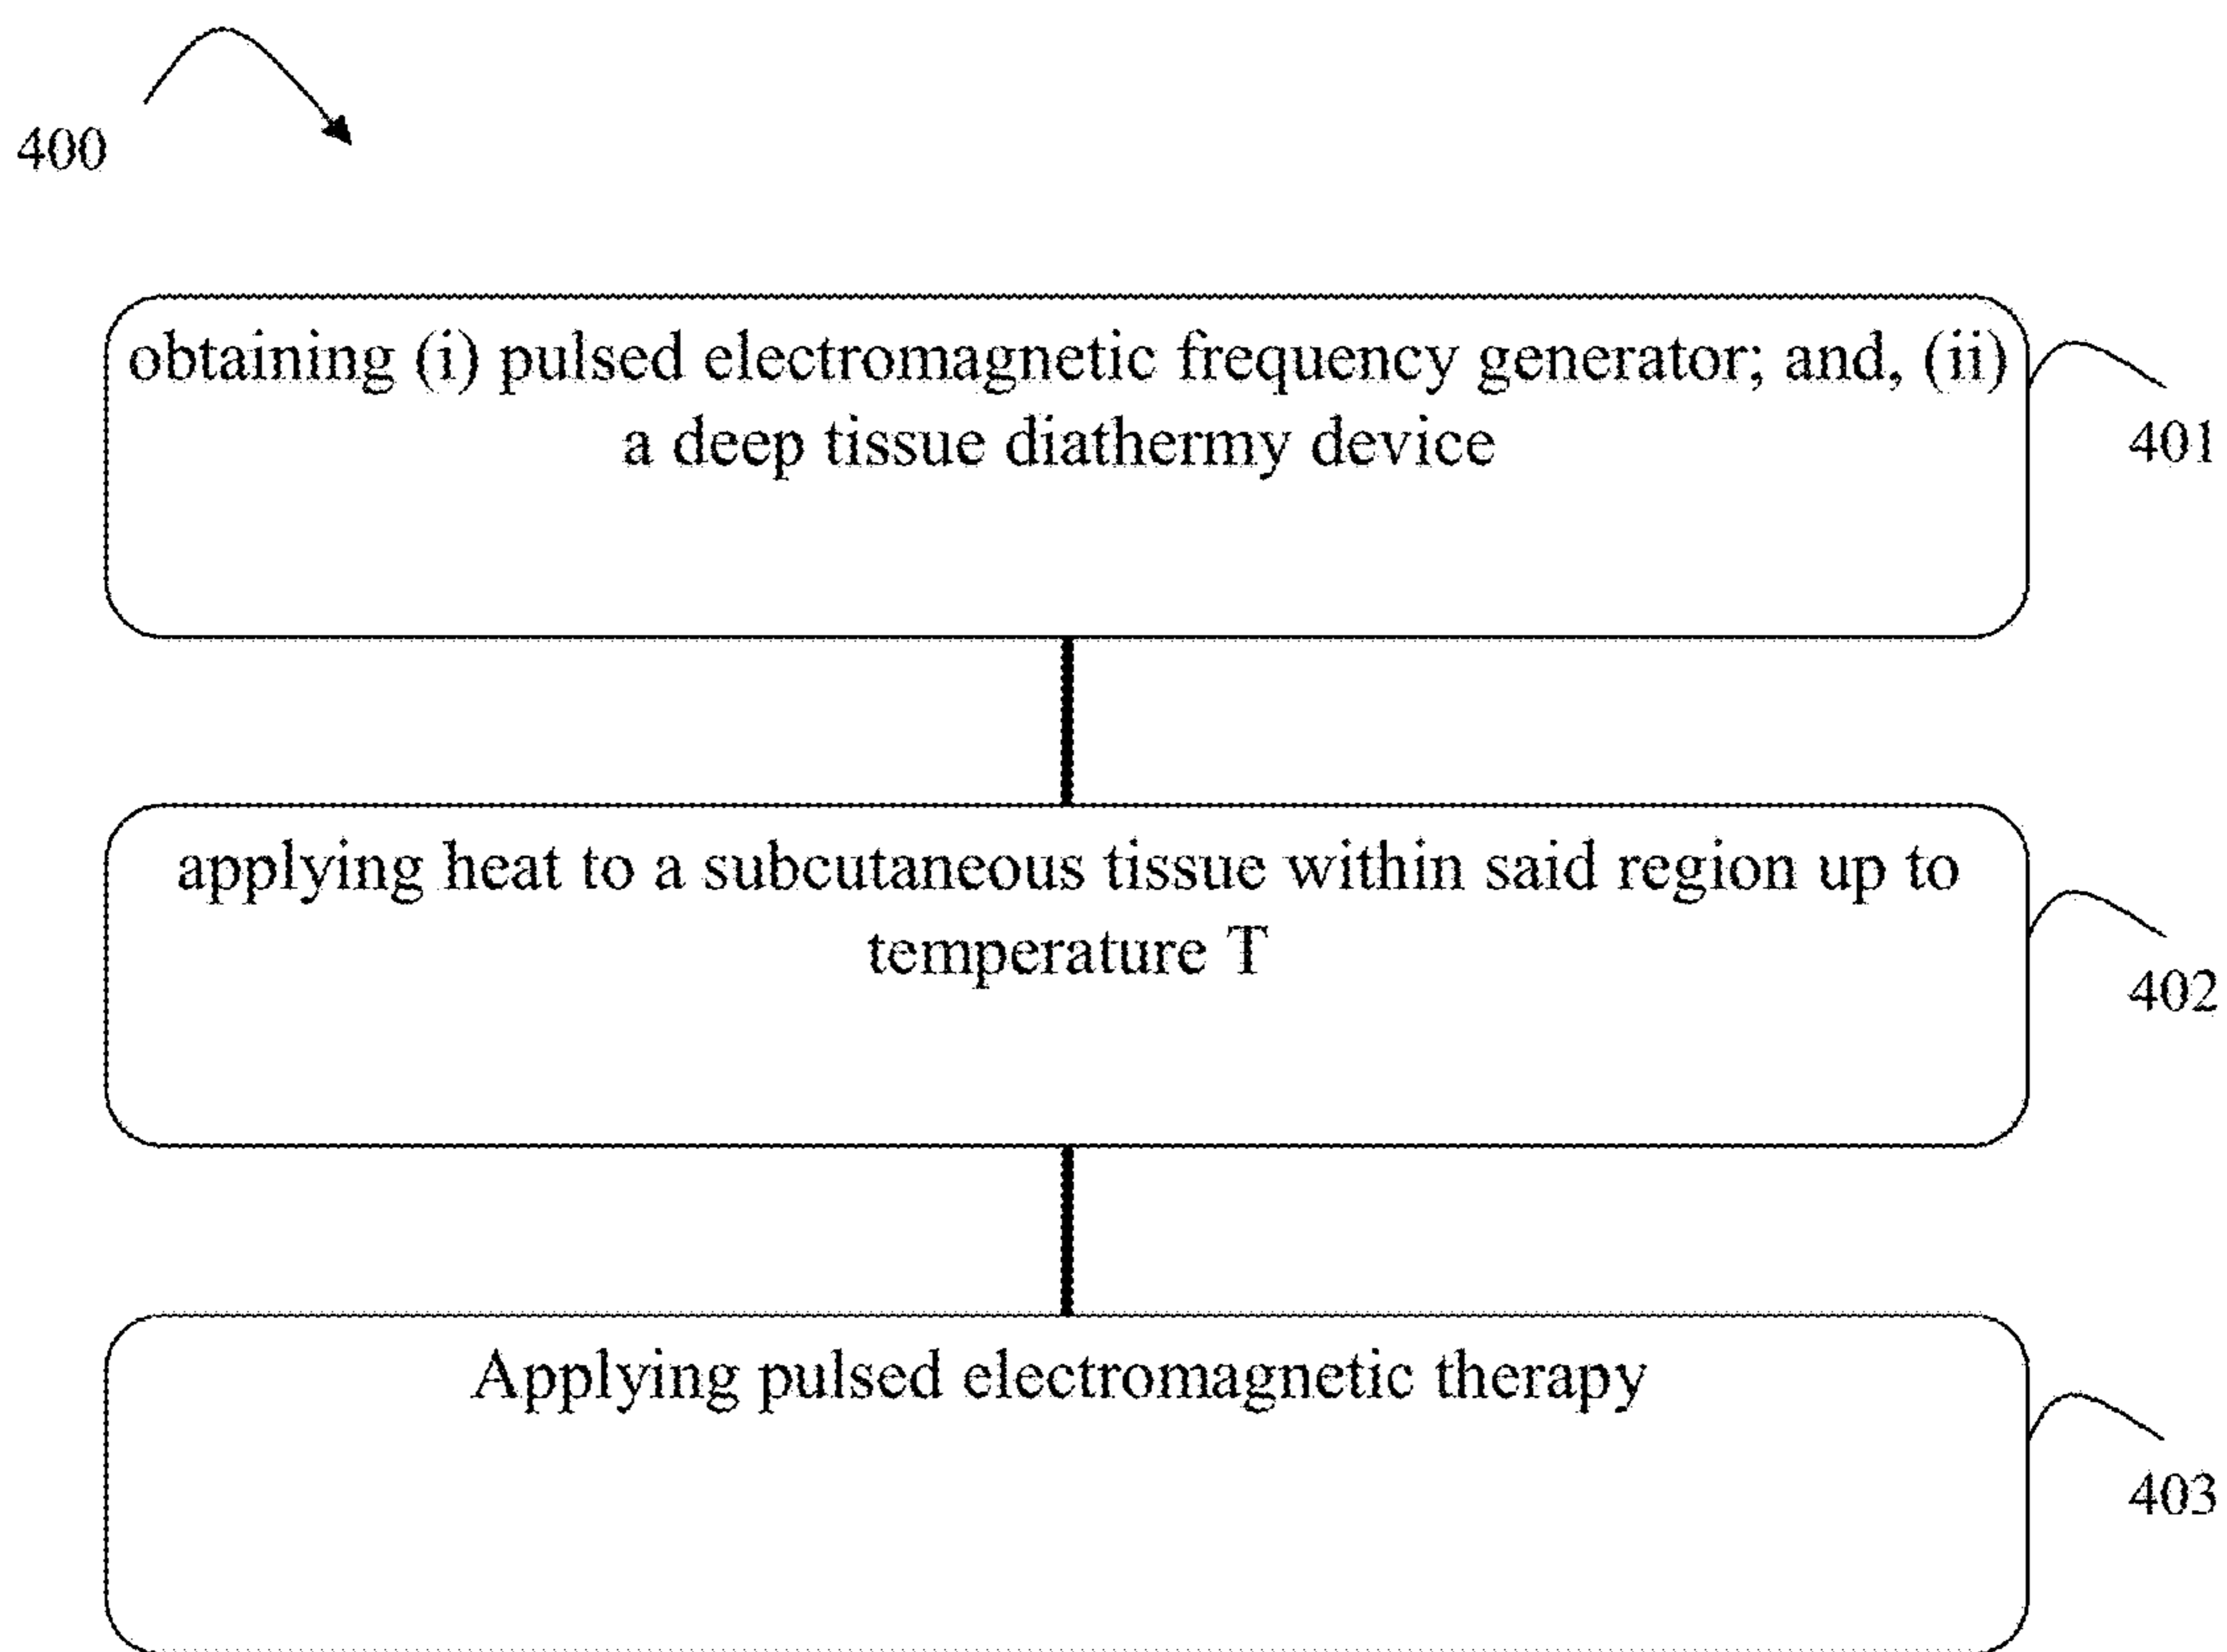 400
obtaining (i) pulsed electromagnetic frequency generator; and, (ii)
a deep tissue diathermy device
401
applying heat to a subcutaneous tissue within said region up to
temperature T
402
Applying pulsed electromagnetic therapy
403